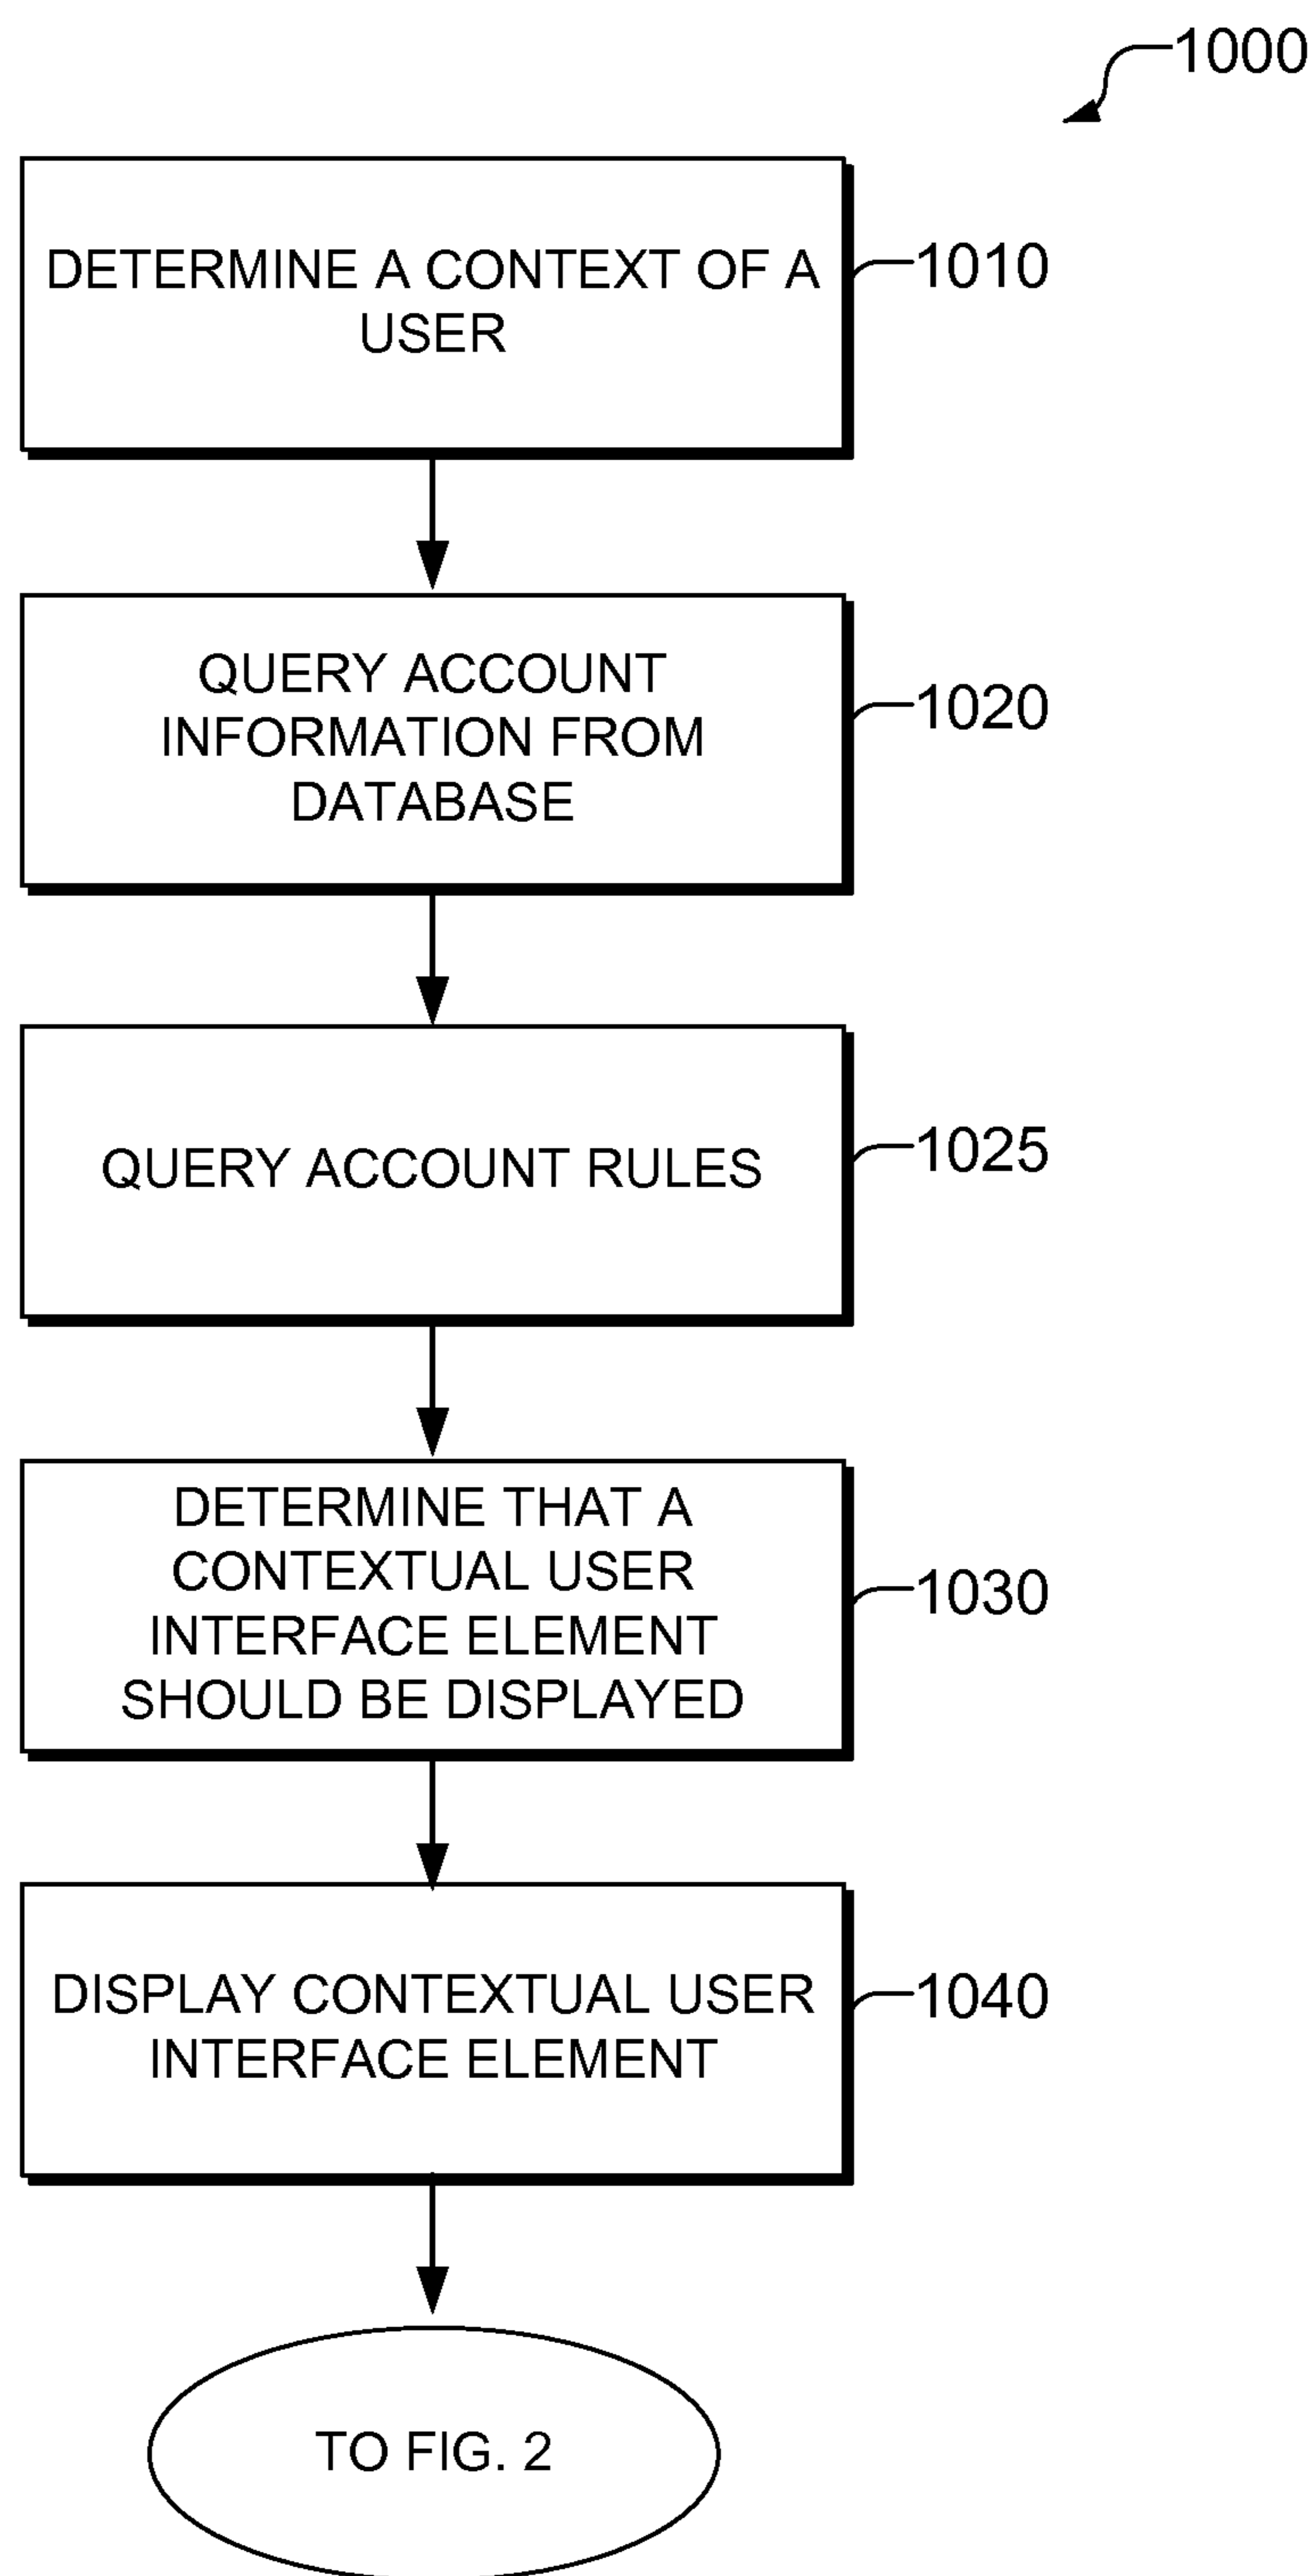 1000
DETERMINE A CONTEXT OF A
USER
1010
QUERY ACCOUNT
INFORMATION FROM
DATABASE
1020
QUERY ACCOUNT RULES
1025
DETERMINE THAT A
CONTEXTUAL USER
INTERFACE ELEMENT
SHOULD BE DISPLAYED
1030
DISPLAY CONTEXTUAL USER
INTERFACE ELEMENT
1040
TO FIG. 2